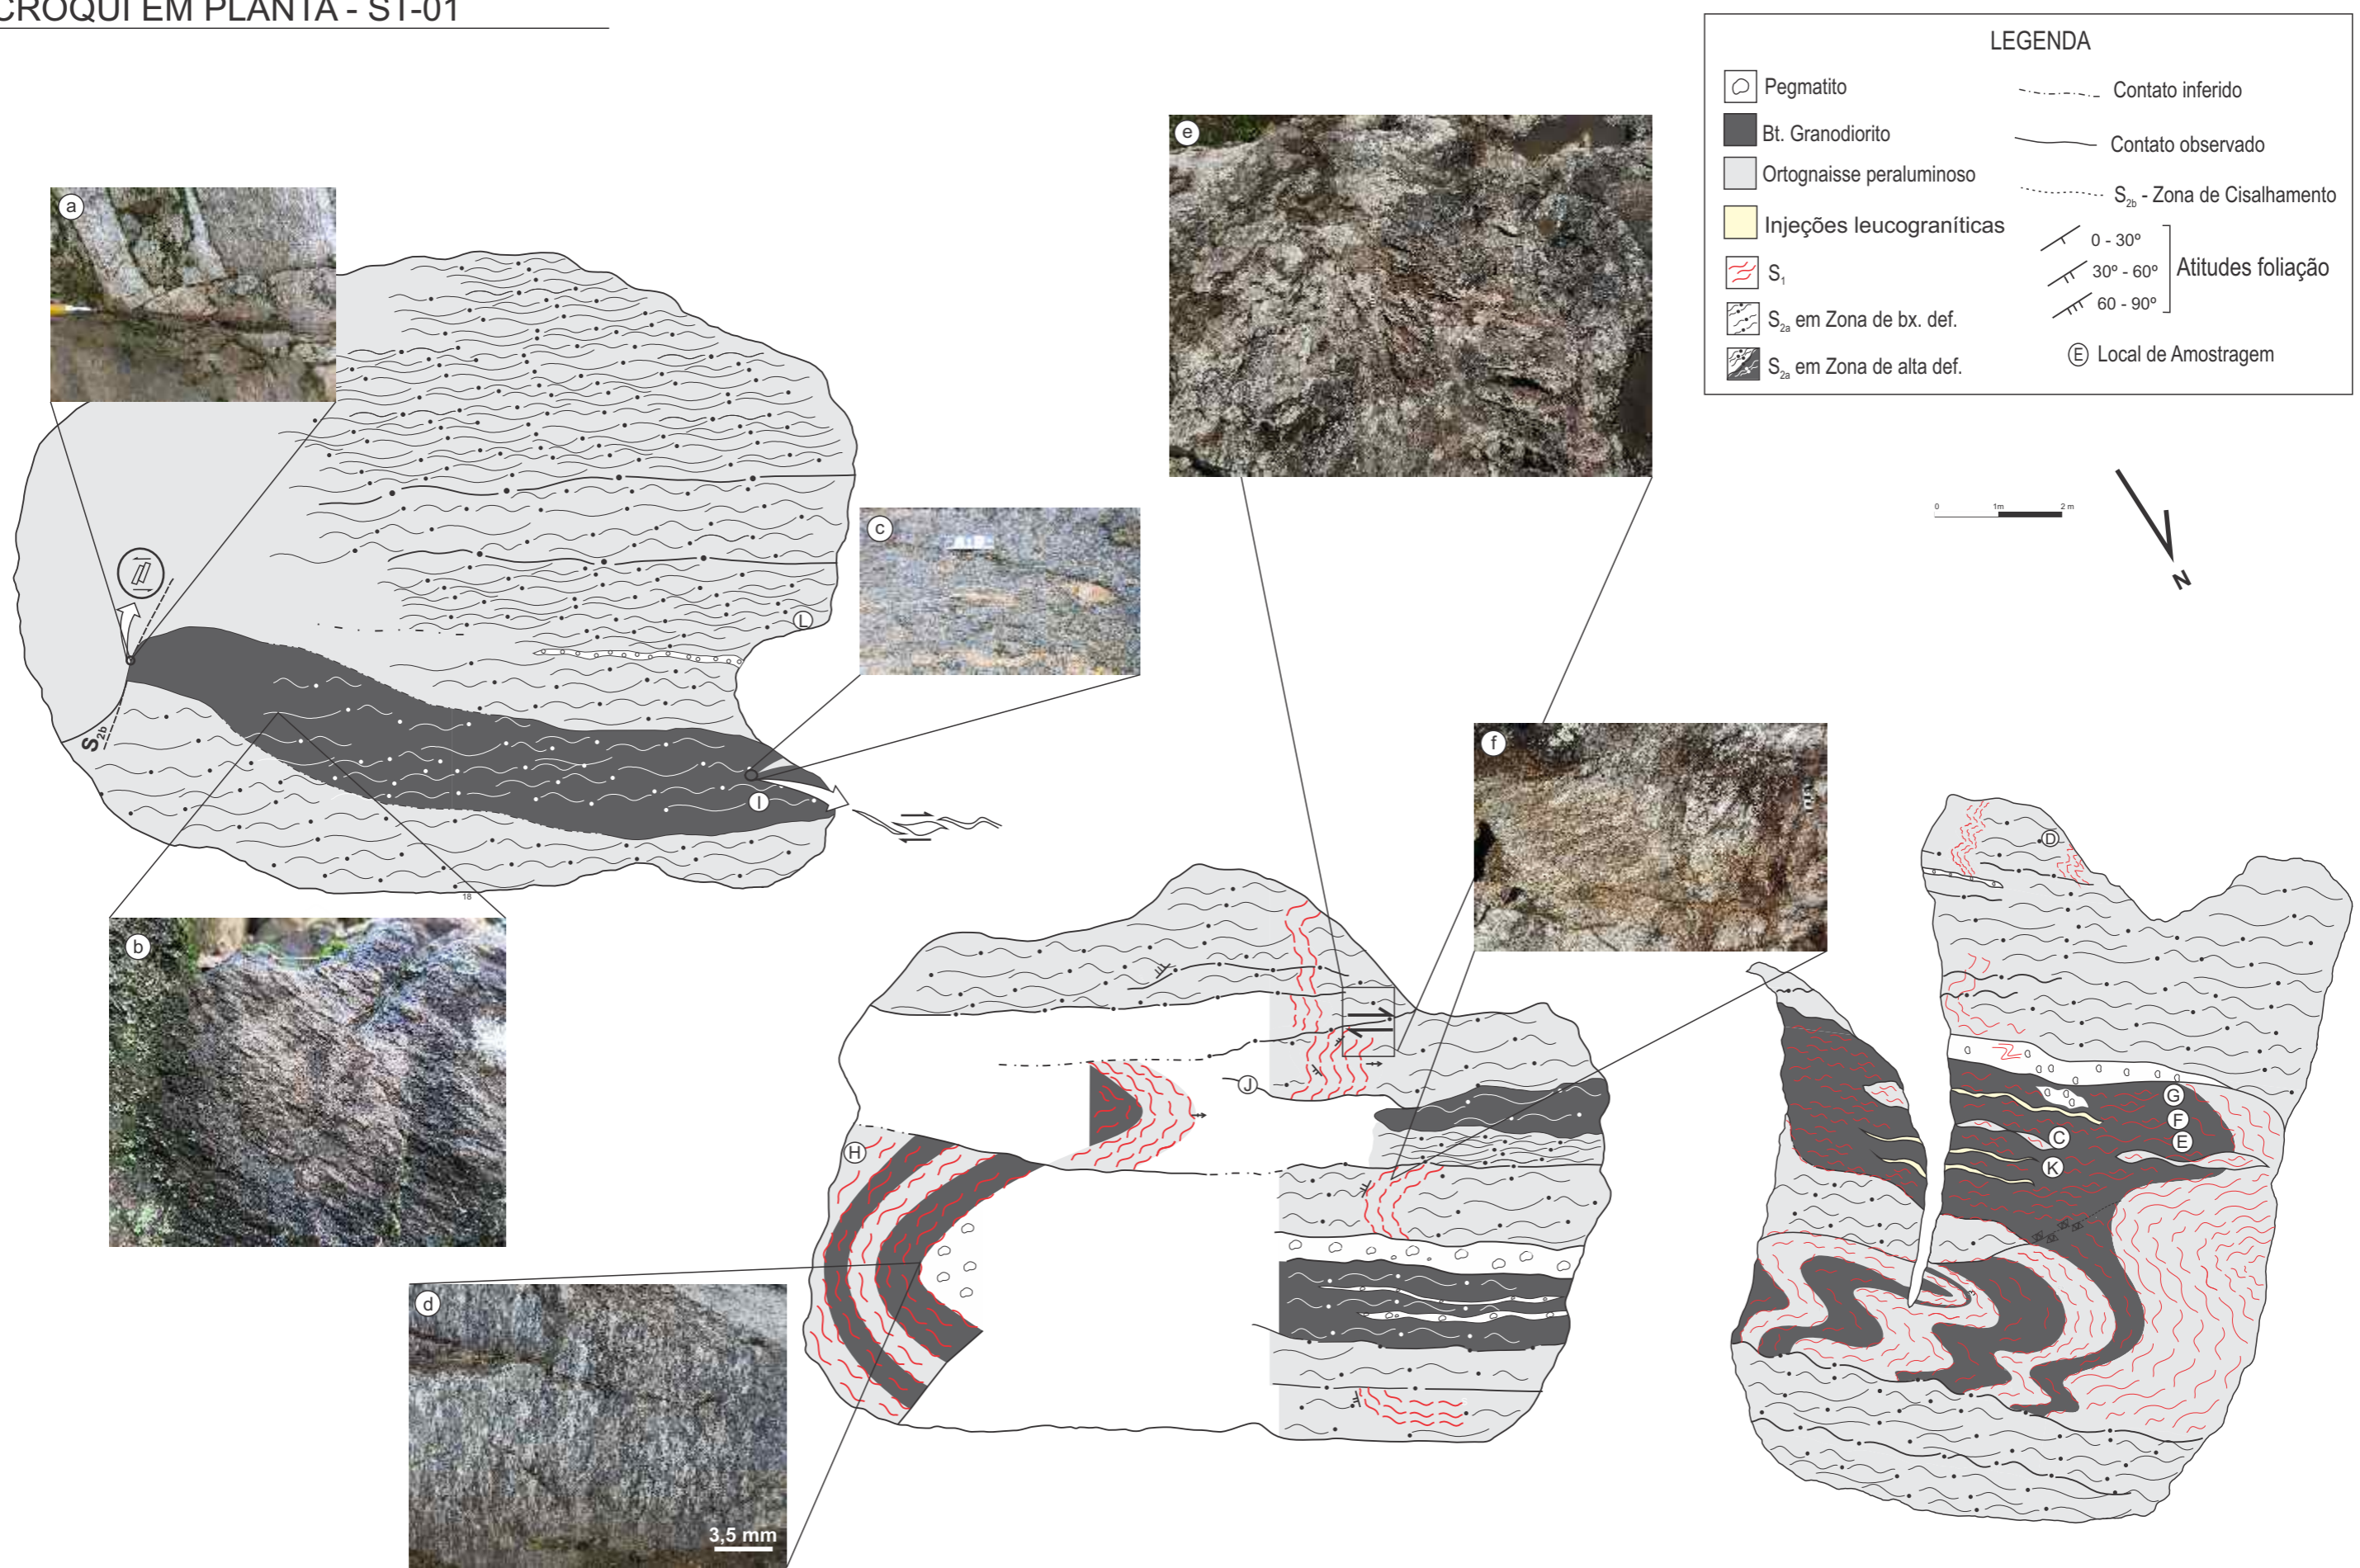 CROQUI EM PLANTA - ST-01
LEGENDA
Pegmatito
Bt. Granodiorito
Ortognaisse peraluminoso
Injeções leucograníticas
S1
S2a em Zona de bx. def.
S2a em Zona de alta def.
Contato inferido
Contato observado
S2b - Zona de Cisalhamento
0 - 30º
30º - 60º
60 - 90º
Atitudes foliação
E Local de Amostragem
0 1m 2 m
N
a
e
c
L
S2b
I
18
b
f
D
J
H
G
F
C
E
K
d
3,5 mm